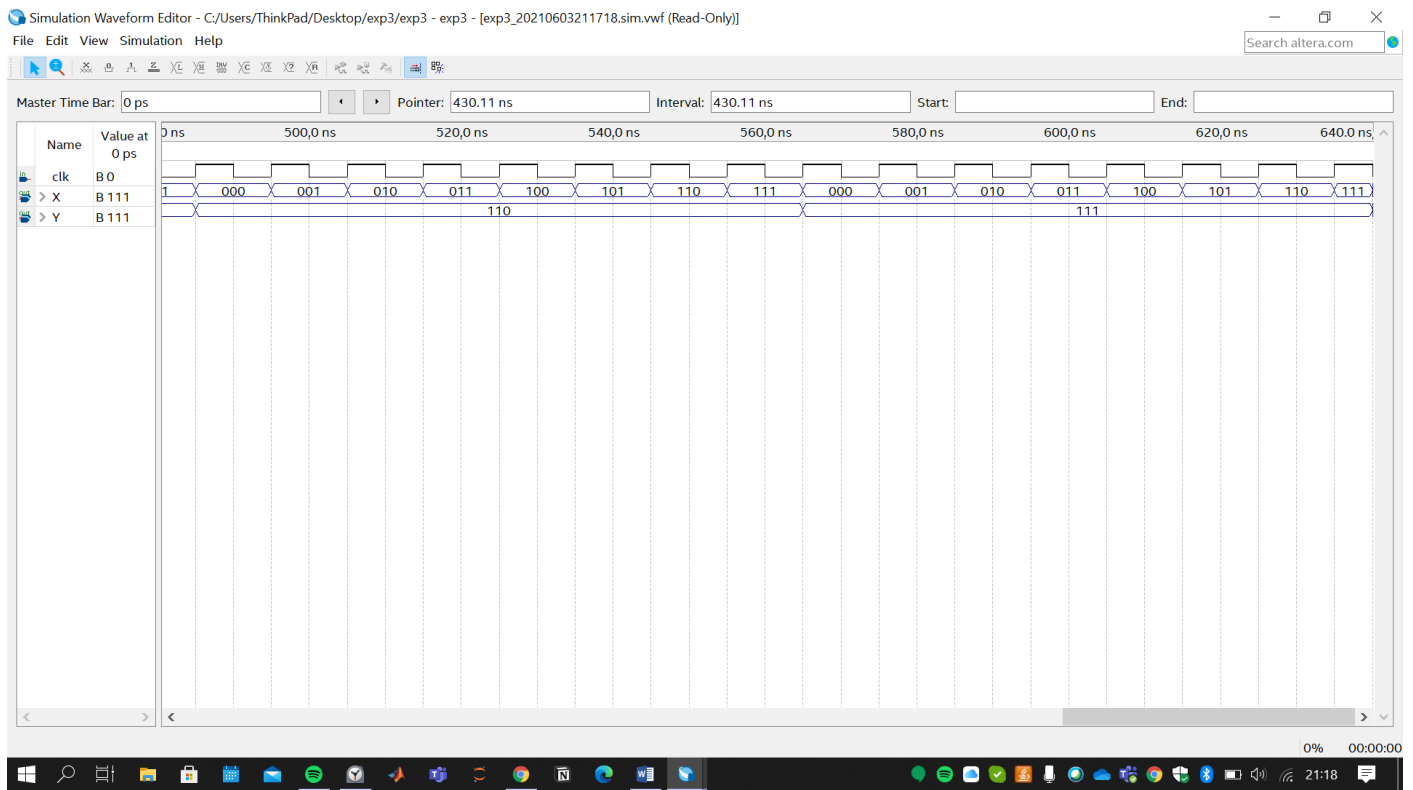 Simulation Waveform Editor - C:/Users/ThinkPad/Desktop/exp3/exp3 - exp3 - [exp3_20210603211718.sim.vwf (Read-Only)]
File Edit View Simulation Help
Search altera.com
Master Time Bar: 0 ps Pointer: 430.11 ns Interval: 430.11 ns Start: End:
Name Value at 0 ps
0 ns 500,0 ns 520,0 ns 540,0 ns 560,0 ns 580,0 ns 600,0 ns 620,0 ns 640.0 ns
clk B 0
X B 111 1 000 001 010 011 100 101 110 111 000 001 010 011 100 101 110 111
Y B 111 110 111
0% 00:00:00
21:18